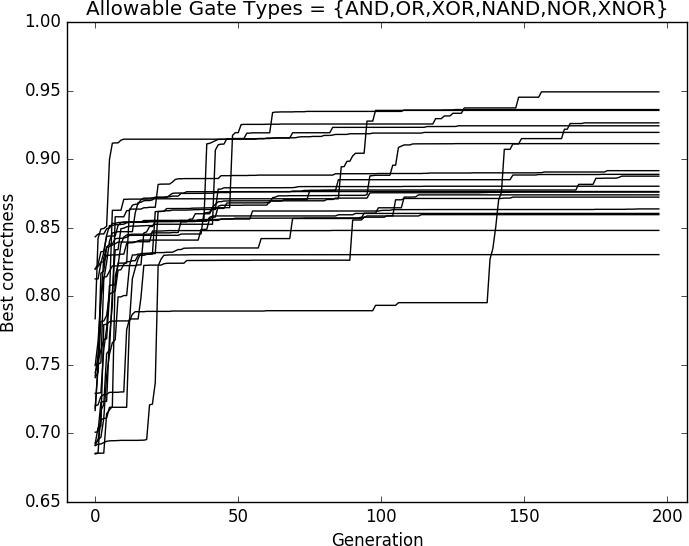 Allowable Gate Types = {AND,OR,XOR,NAND,NOR,XNOR}
1.00
0.95
0.90
0.85
0.80
0.75
0.70
0.65
Best correctness
0 50 100 150 200
Generation